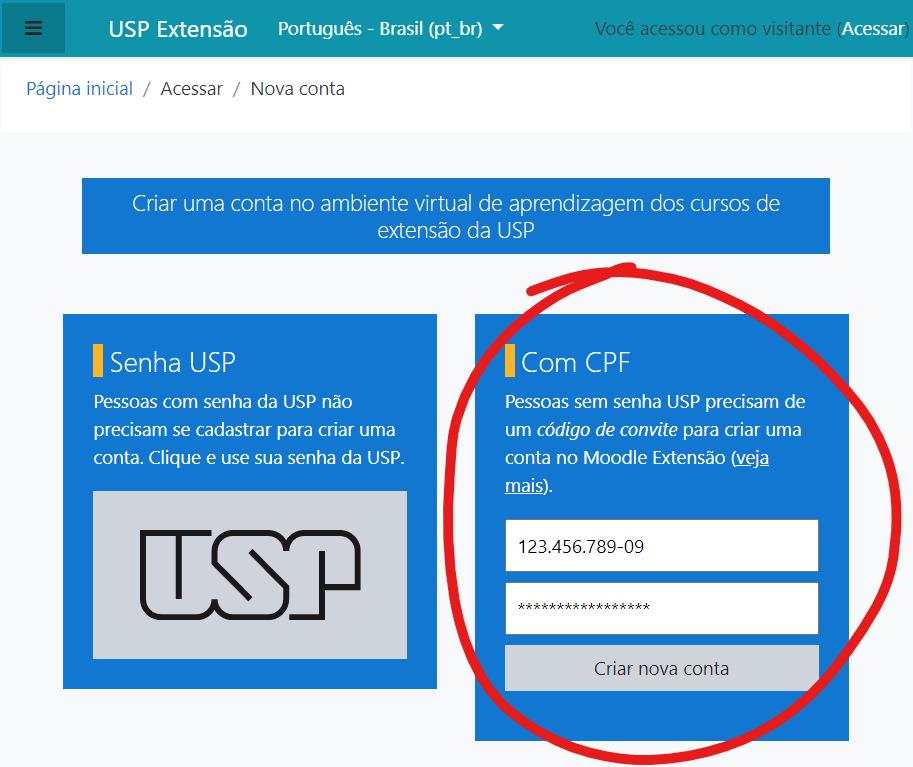 USP Extensão
Português - Brasil (pt_br)
Você acessou como visitante (Acessar)
Página inicial / Acessar / Nova conta
Criar uma conta no ambiente virtual de aprendizagem dos cursos de
extensão da USP
Senha USP
Pessoas com senha da USP não
precisam se cadastrar para criar uma
conta. Clique e use sua senha da USP.
USP
Com CPF
Pessoas sem senha USP precisam de
um código de convite para criar uma
conta no Moodle Extensão (veja
mais).
123.456.789-09
*****************
Criar nova conta